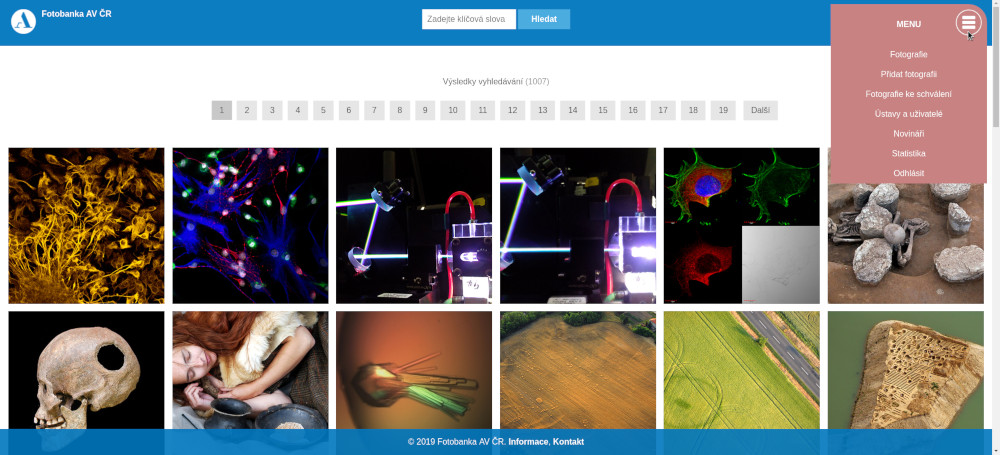 Fotobanka AV ČR
Zadejte klíčová slova
Hledat
MENU
Fotografie
Přidat fotografii
Fotografie ke schválení
Ústavy a uživatelé
Novináři
Statistika
Odhlásit
Výsledky vyhledávání (1007)
1 2 3 4 5 6 7 8 9 10 11 12 13 14 15 16 17 18 19 Další
© 2019 Fotobanka AV ČR. Informace, Kontakt